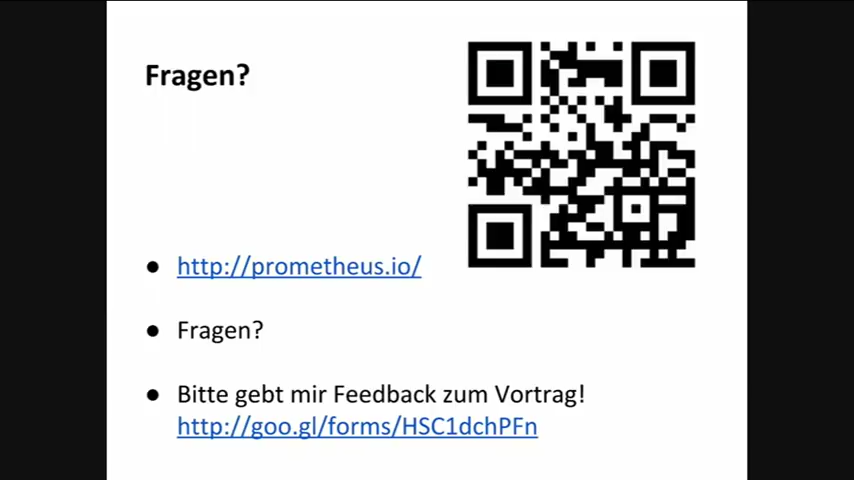 Fragen?
● http://prometheus.io/
● Fragen?
● Bitte gebt mir Feedback zum Vortrag!
http://goo.gl/forms/HSC1dchPFn